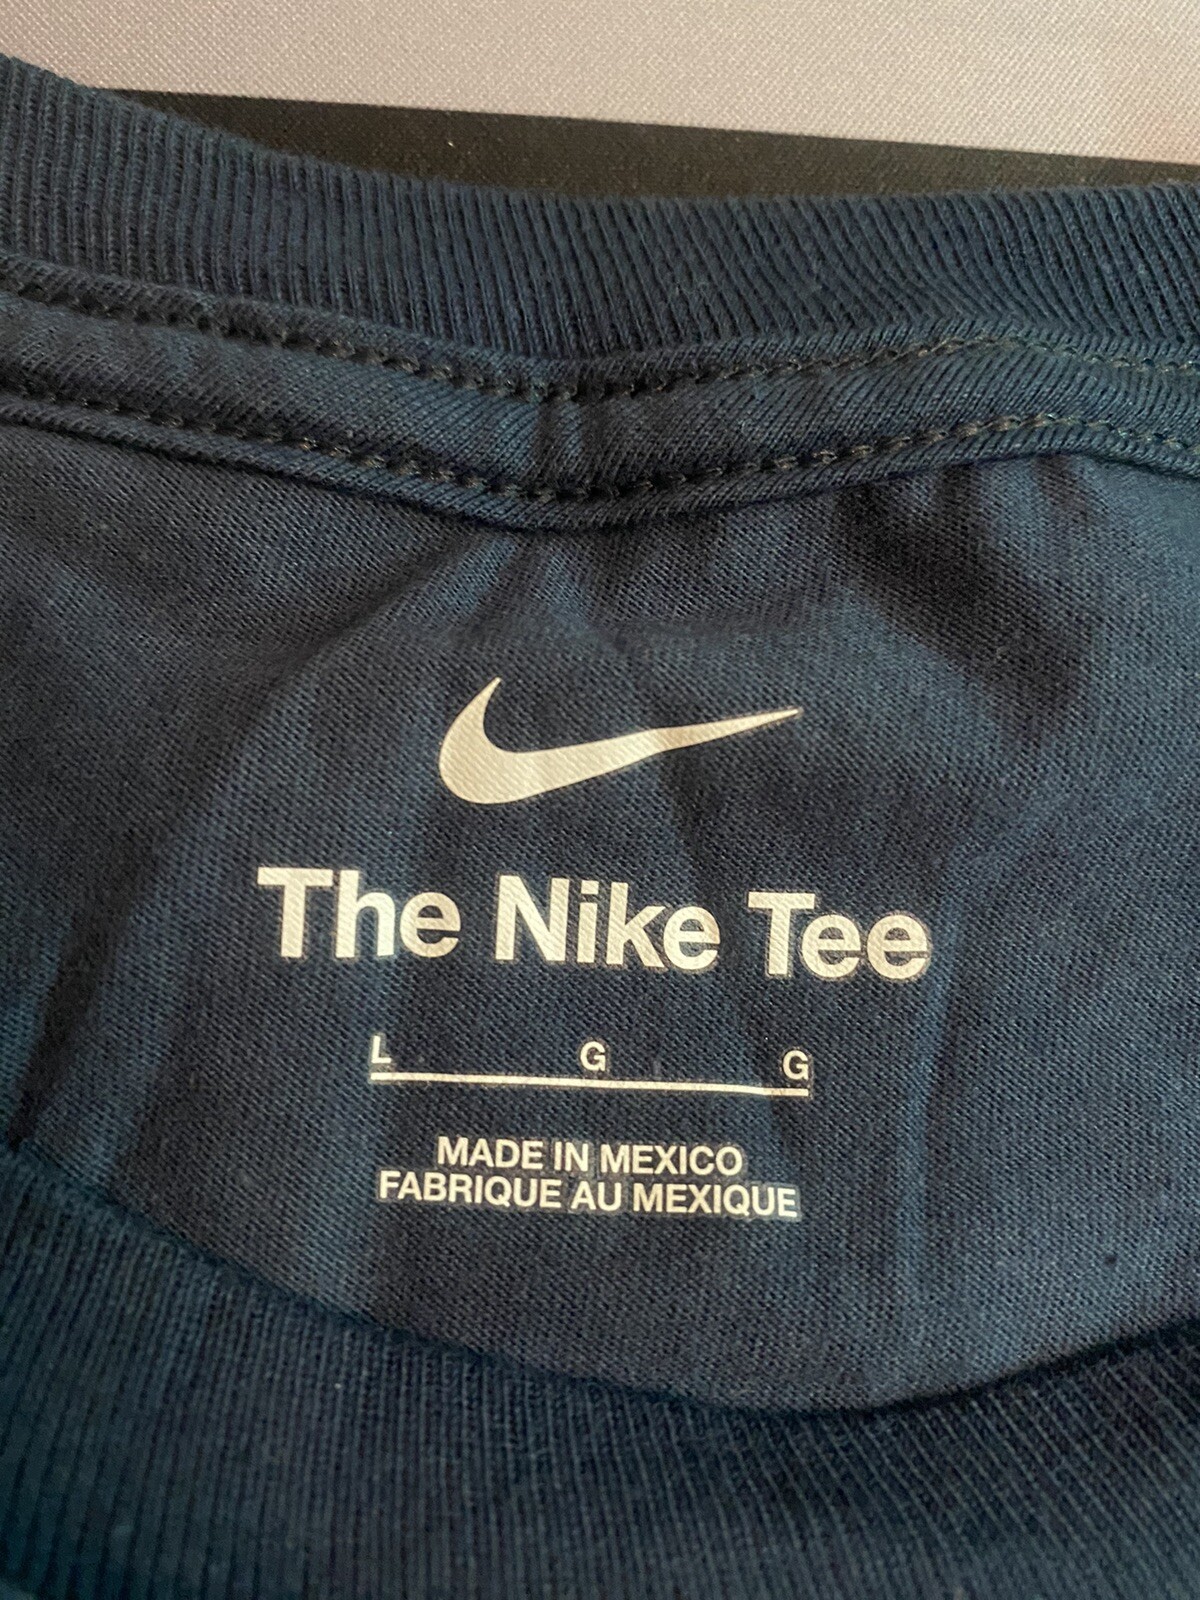 The Nike Tee
L G G
MADE IN MEXICO
FABRIQUE AU MEXIQUE